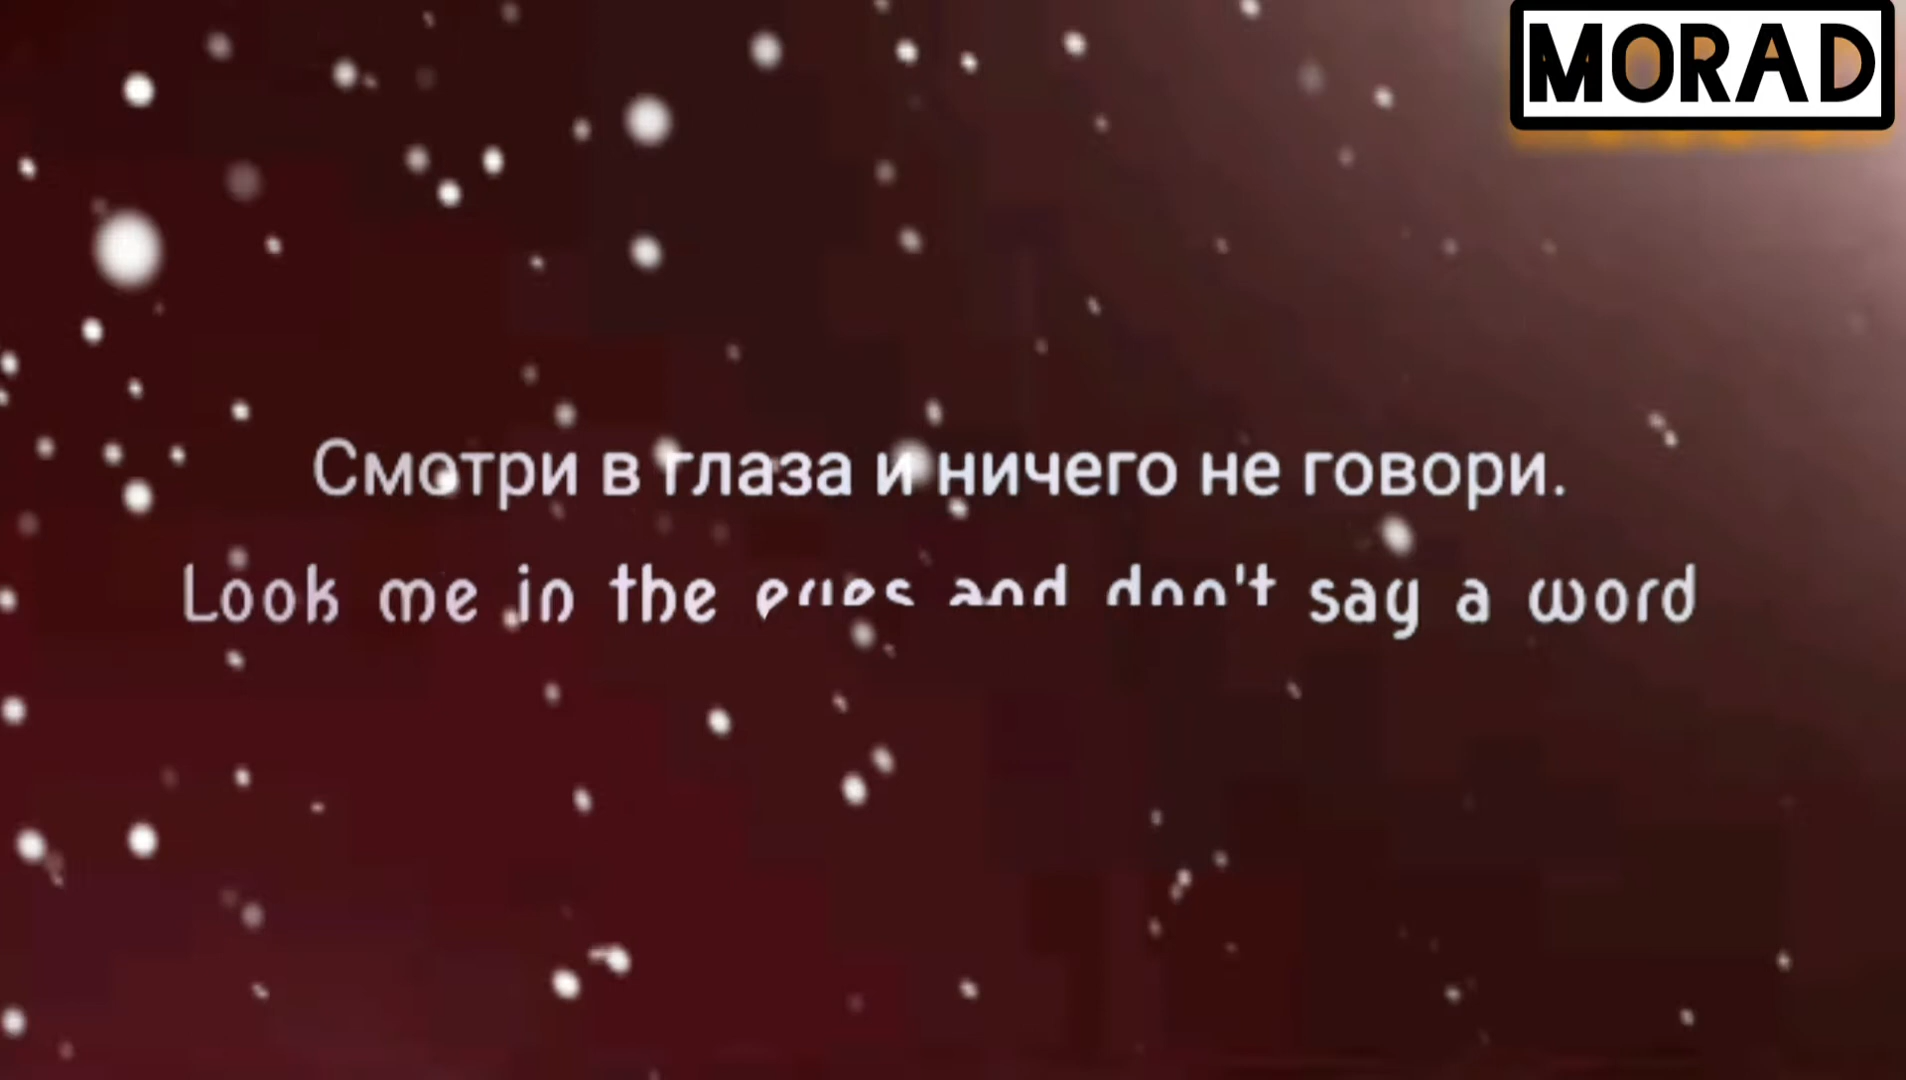 MORAD
Смотри в глаза и ничего не говори.
Look me in the eyes and don't say a word